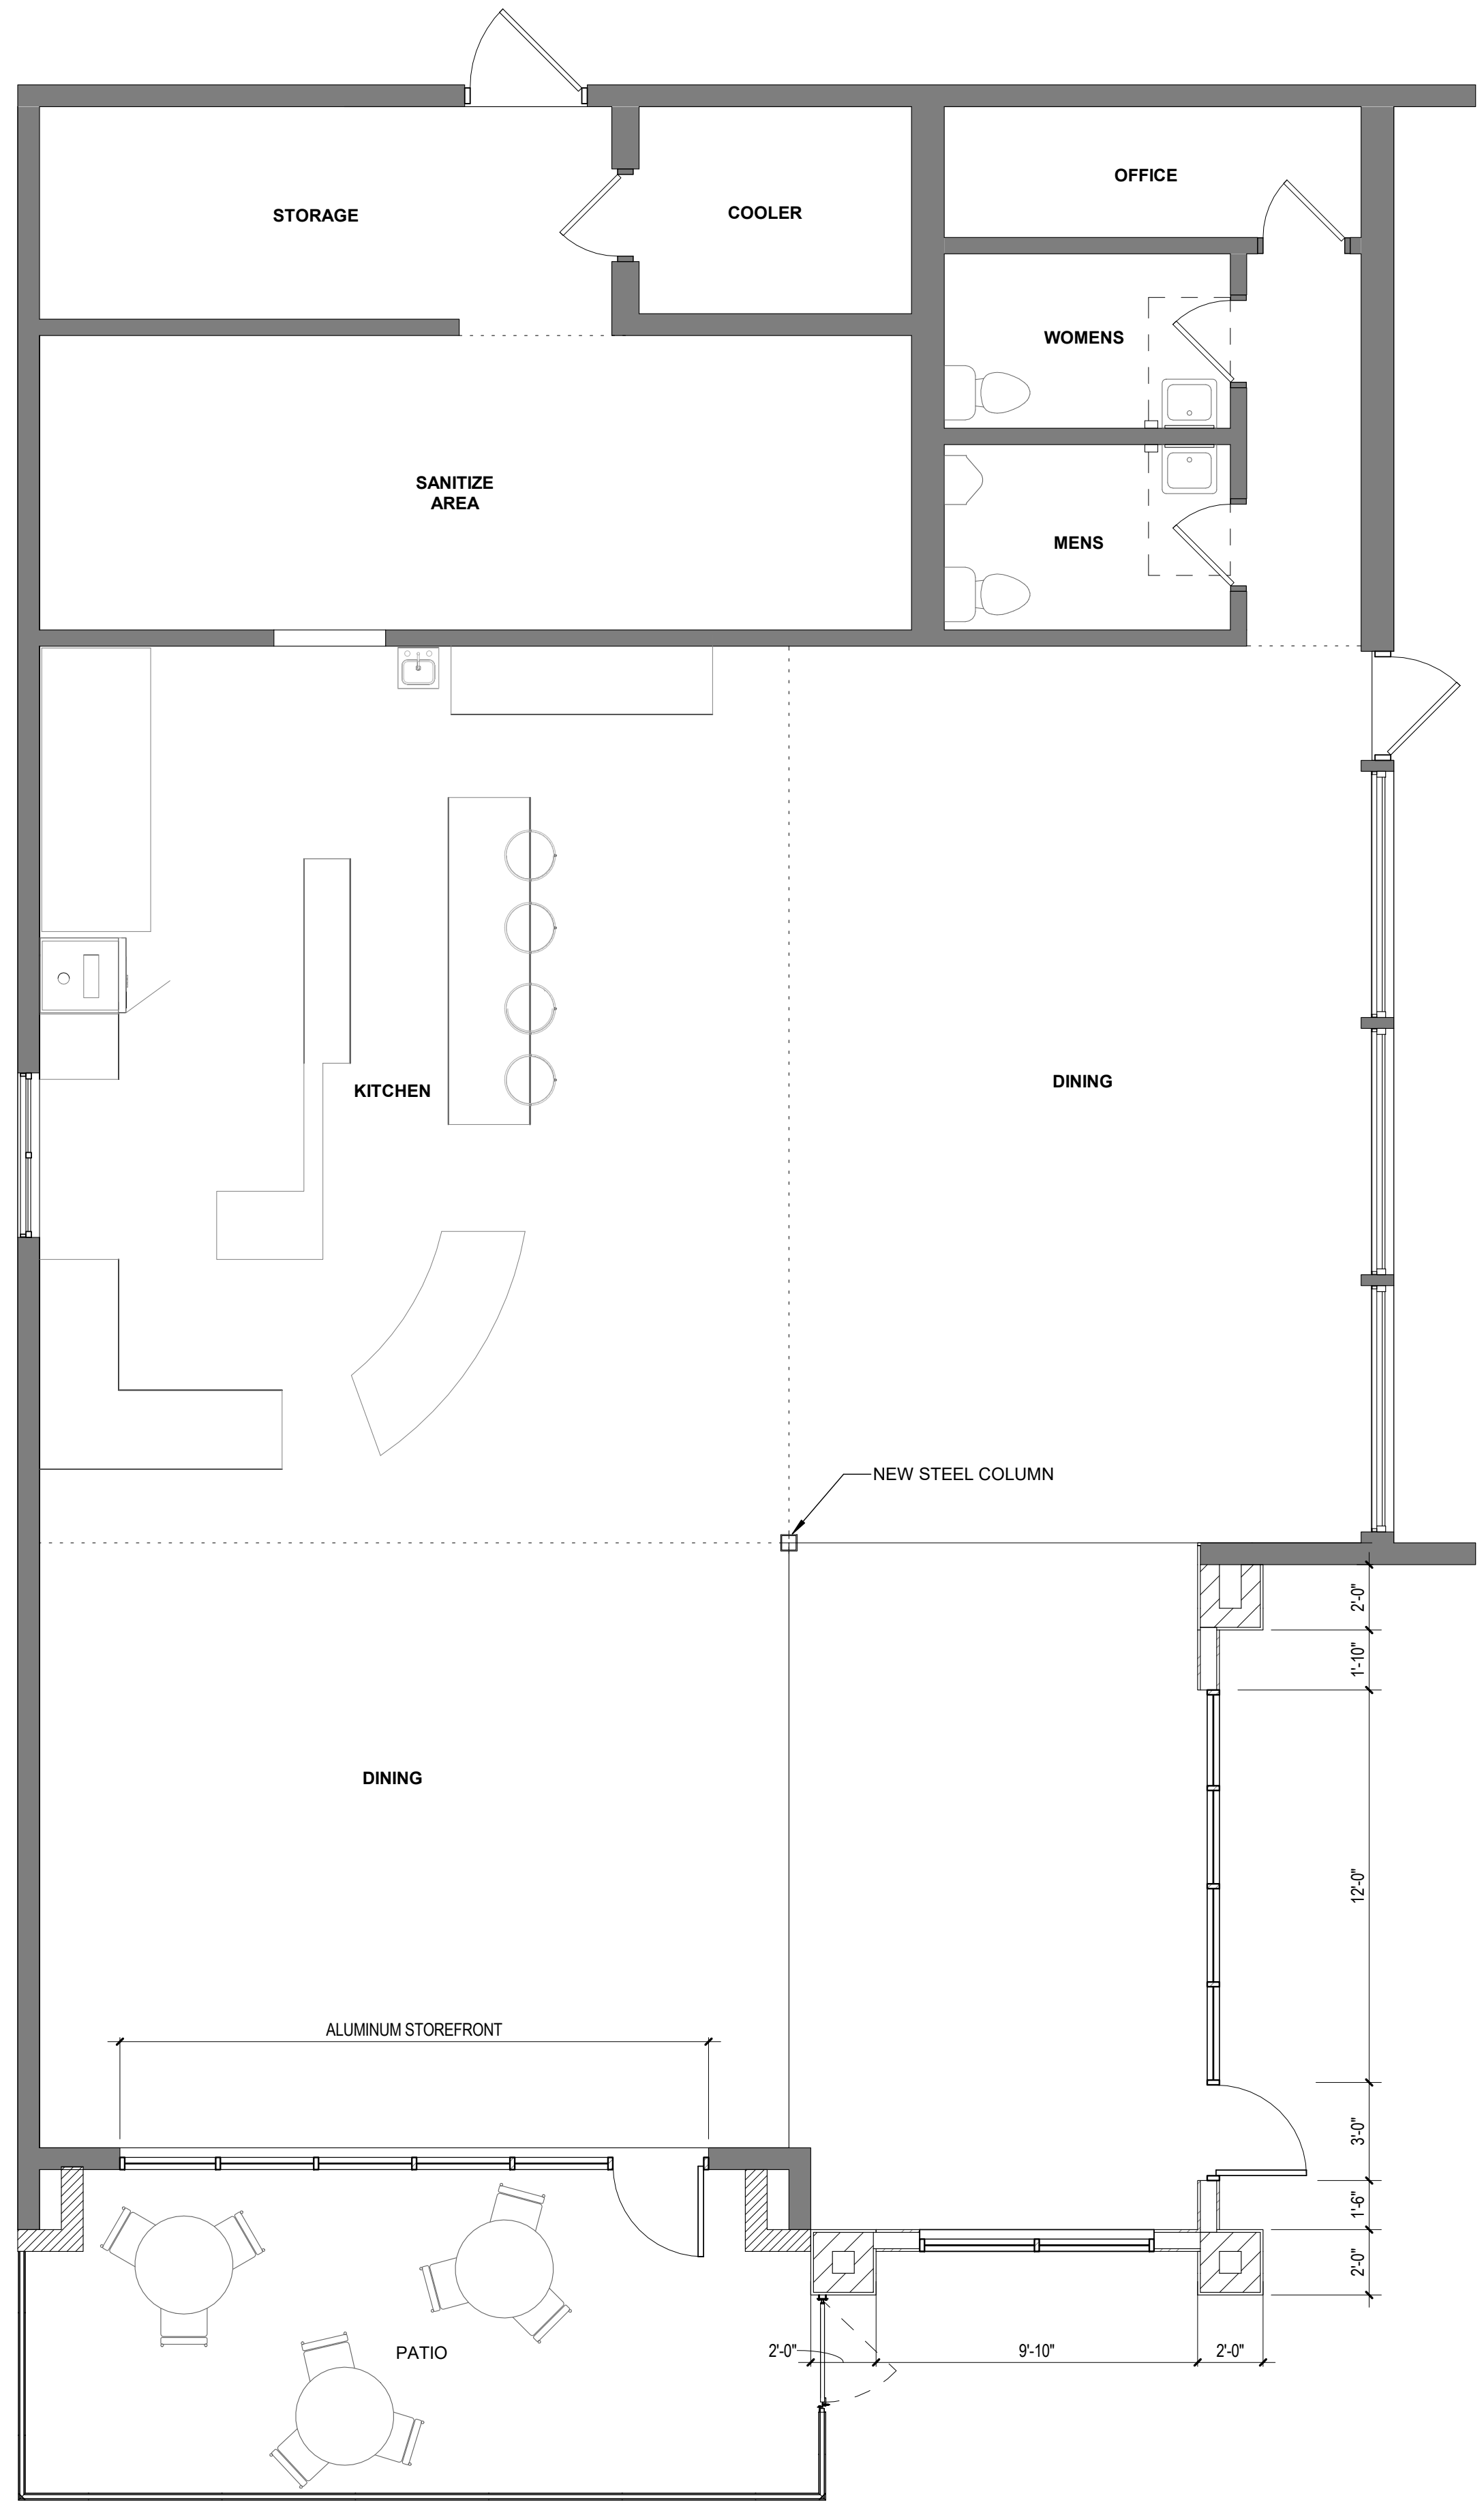 OFFICE
STORAGE
COOLER
WOMENS
SANITIZE
AREA
MENS
KITCHEN
DINING
NEW STEEL COLUMN
2'-0"
1'-10"
DINING
12'-0"
ALUMINUM STOREFRONT
3'-0"
1'-6"
2'-0"
PATIO
2'-0"
9'-10"
2'-0"